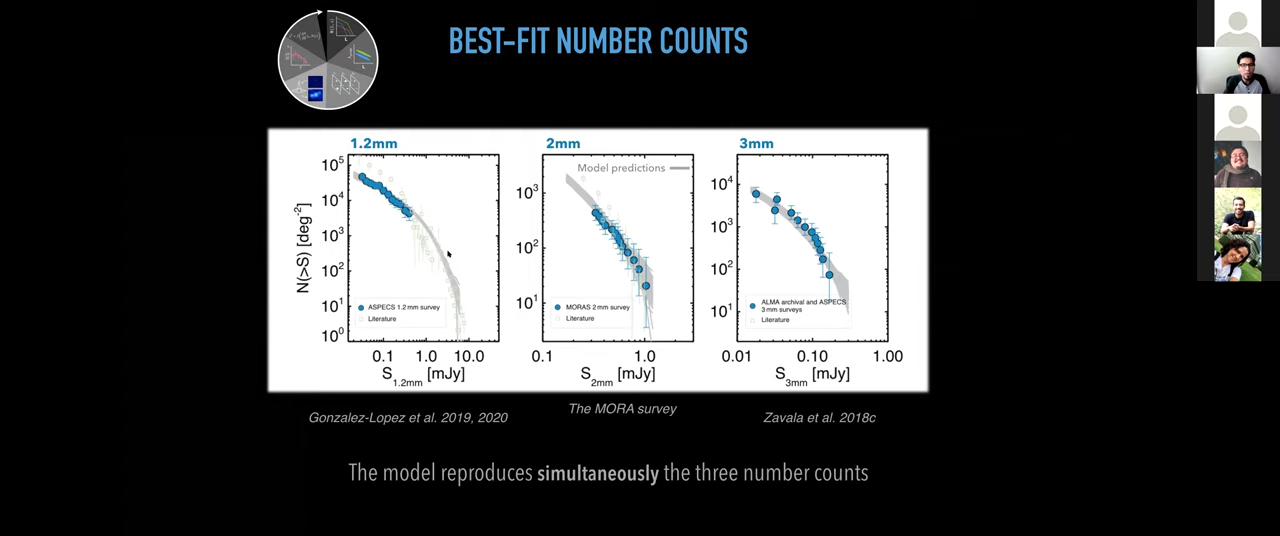 BEST-FIT NUMBER COUNTS
1.2mm
2mm
3mm
Model predictions
N(>S) [deg⁻²]
10⁵
10⁴
10³
10²
10¹
10⁰
0.1 1.0 10.0
S1.2mm [mJy]
ASPECS 1.2 mm survey
Literature
10³
10²
10¹
0.1 1.0
S2mm [mJy]
MORAS 2 mm survey
Literature
10⁴
10³
10²
10¹
0.01 0.10 1.00
S3mm [mJy]
ALMA archival and ASPECS
3 mm surveys
Literature
Gonzalez-Lopez et al. 2019, 2020
The MORA survey
Zavala et al. 2018c
The model reproduces simultaneously the three number counts